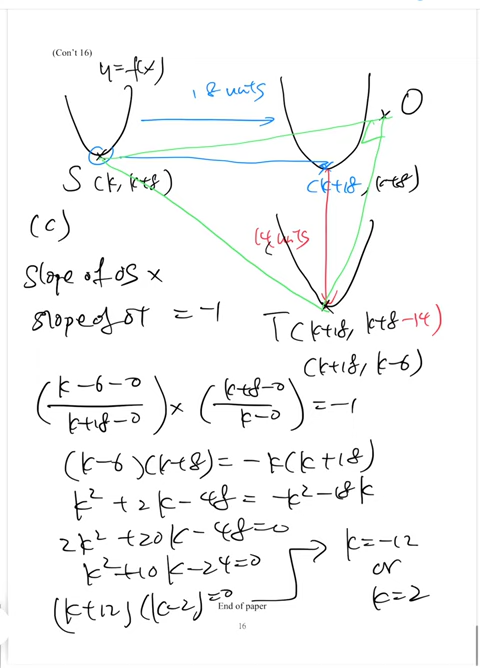 (Con't 16)
y=f(x)
18 units
O
S (k, k+8)
(k+18, k+8)
(c)
14 units
slope of OS ×
slope of OT = -1
T(k+18, k+8-14)
(k+18, k-6)
(k-6-0 / k+18-0) × (k+8-0 / k-0) = -1
(k-6)(k+8) = -k(k+18)
k² + 2k - 48 = -k² - 18k
2k² + 20k - 48 = 0
k² + 10k - 24 = 0
(k+12)(k-2) = 0
k = -12
or
k = 2
End of paper
16